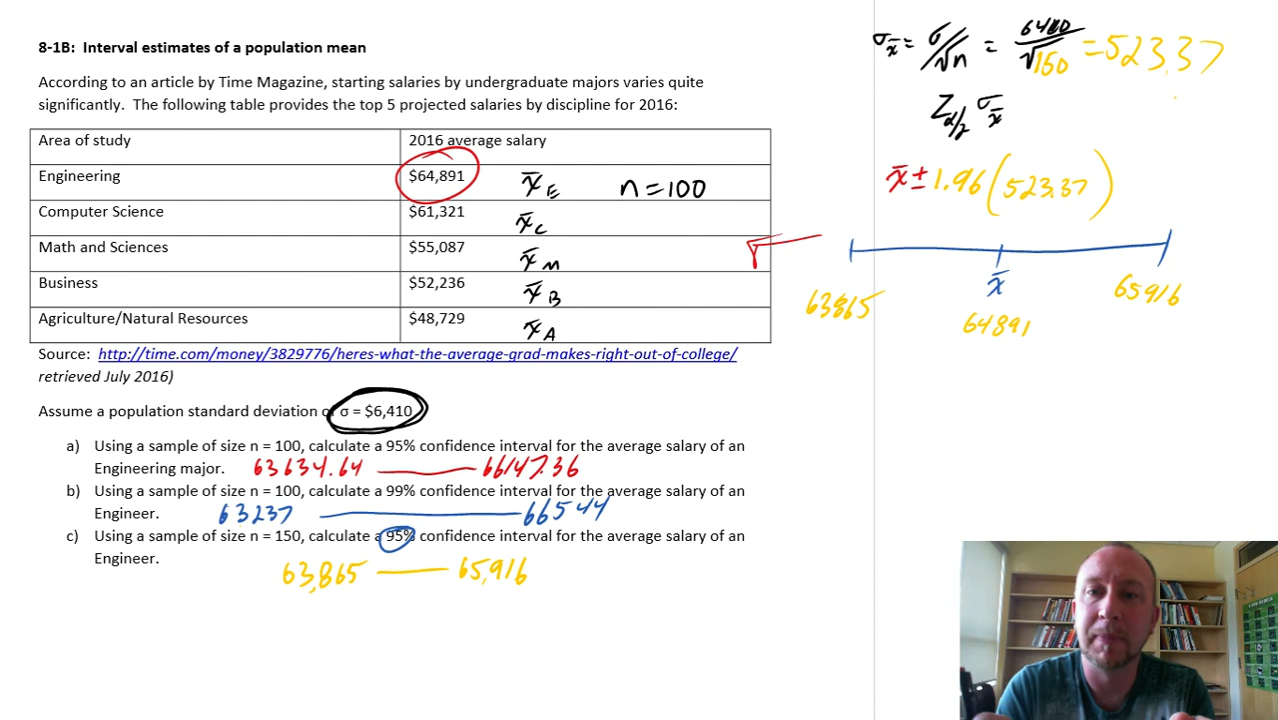 8-1B: Interval estimates of a population mean
According to an article by Time Magazine, starting salaries by undergraduate majors varies quite
significantly. The following table provides the top 5 projected salaries by discipline for 2016:
Area of study 2016 average salary
Engineering $64,891 x̄E n=100
Computer Science $61,321 x̄C
Math and Sciences $55,087 x̄M
Business $52,236 x̄B
Agriculture/Natural Resources $48,729 x̄A
Source: http://time.com/money/3829776/heres-what-the-average-grad-makes-right-out-of-college/
retrieved July 2016)
Assume a population standard deviation σ = $6,410
a) Using a sample of size n = 100, calculate a 95% confidence interval for the average salary of an
Engineering major. 63634.64 — 66147.36
b) Using a sample of size n = 100, calculate a 99% confidence interval for the average salary of an
Engineer. 63237 — 66544
c) Using a sample of size n = 150, calculate a 95% confidence interval for the average salary of an
Engineer.
63,865 — 65,916
σx̄ = σ/√n = 6410/√150 = 523.37
Zα/2 σx̄
x̄ ± 1.96 (523.37)
x̄
63865 64891 65916